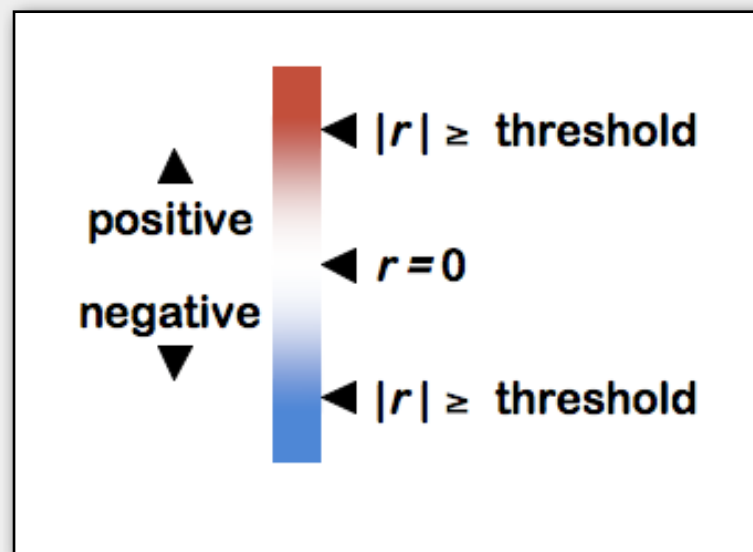 |r| ≥ threshold
positive
r = 0
negative
|r| ≥ threshold